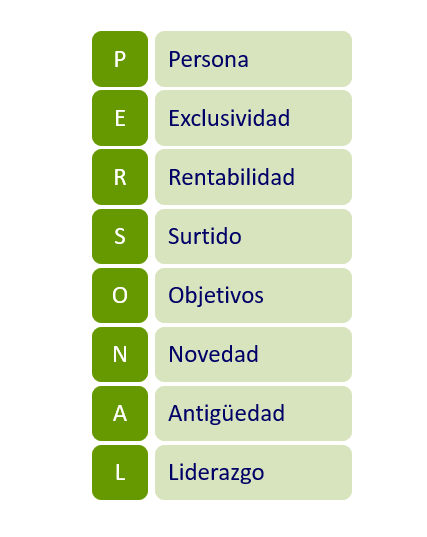 P Persona
E Exclusividad
R Rentabilidad
S Surtido
O Objetivos
N Novedad
A Antigüedad
L Liderazgo